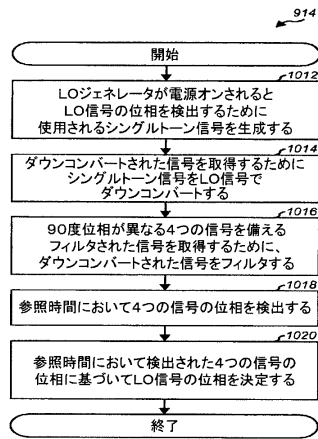 914
開始
1012
LOジェネレータが電源オンされると
LO信号の位相を検出するために
使用されるシングルトーン信号を生成する
1014
ダウンコンバートされた信号を取得するために
シングルトーン信号をLO信号で
ダウンコンバートする
1016
90度位相が異なる4つの信号を備える
フィルタされた信号を取得するために、
ダウンコンバートされた信号をフィルタする
1018
参照時間において4つの信号の位相を検出する
1020
参照時間において検出された4つの信号の
位相に基づいてLO信号の位相を決定する
終了